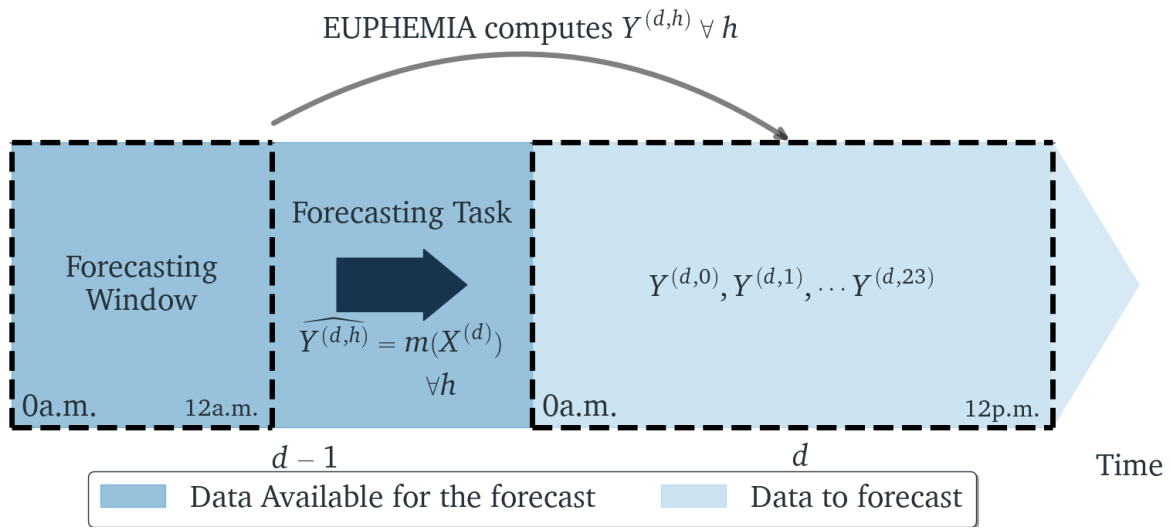 EUPHEMIA computes Y^{(d,h)} ∀ h
Forecasting Task
Forecasting
Window
\widehat{Y^{(d,h)}} = m(X^{(d)})
∀h
Y^{(d,0)}, Y^{(d,1)}, ⋯ Y^{(d,23)}
0a.m.
12a.m.
0a.m.
12p.m.
d − 1
d
Time
Data Available for the forecast
Data to forecast